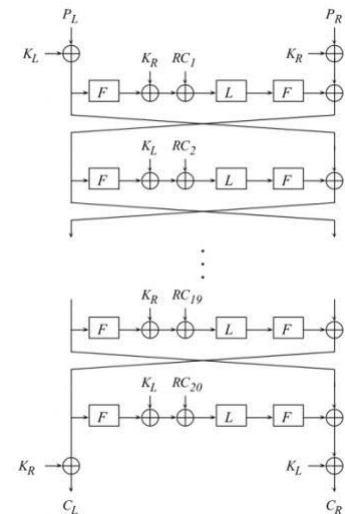 P_L P_R
K_L K_R
K_R RC_1
F L F
K_L RC_2
F L F
K_R RC_19
F L F
K_L RC_20
F L F
K_R K_L
C_L C_R